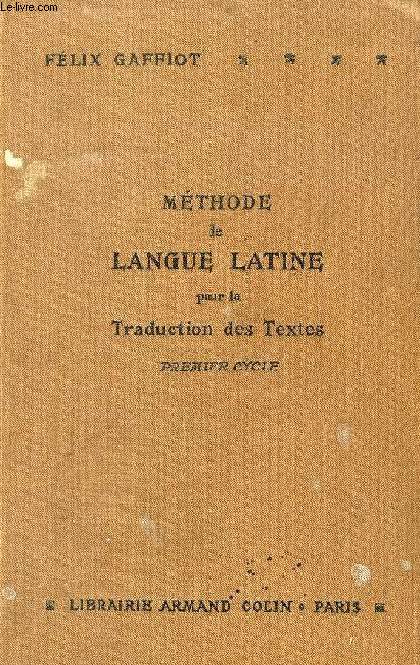 Le-livre.com
FÉLIX GAFFIOT
MÉTHODE
de
LANGUE LATINE
pour la
Traduction des Textes
PREMIER CYCLE
LIBRAIRIE ARMAND COLIN • PARIS